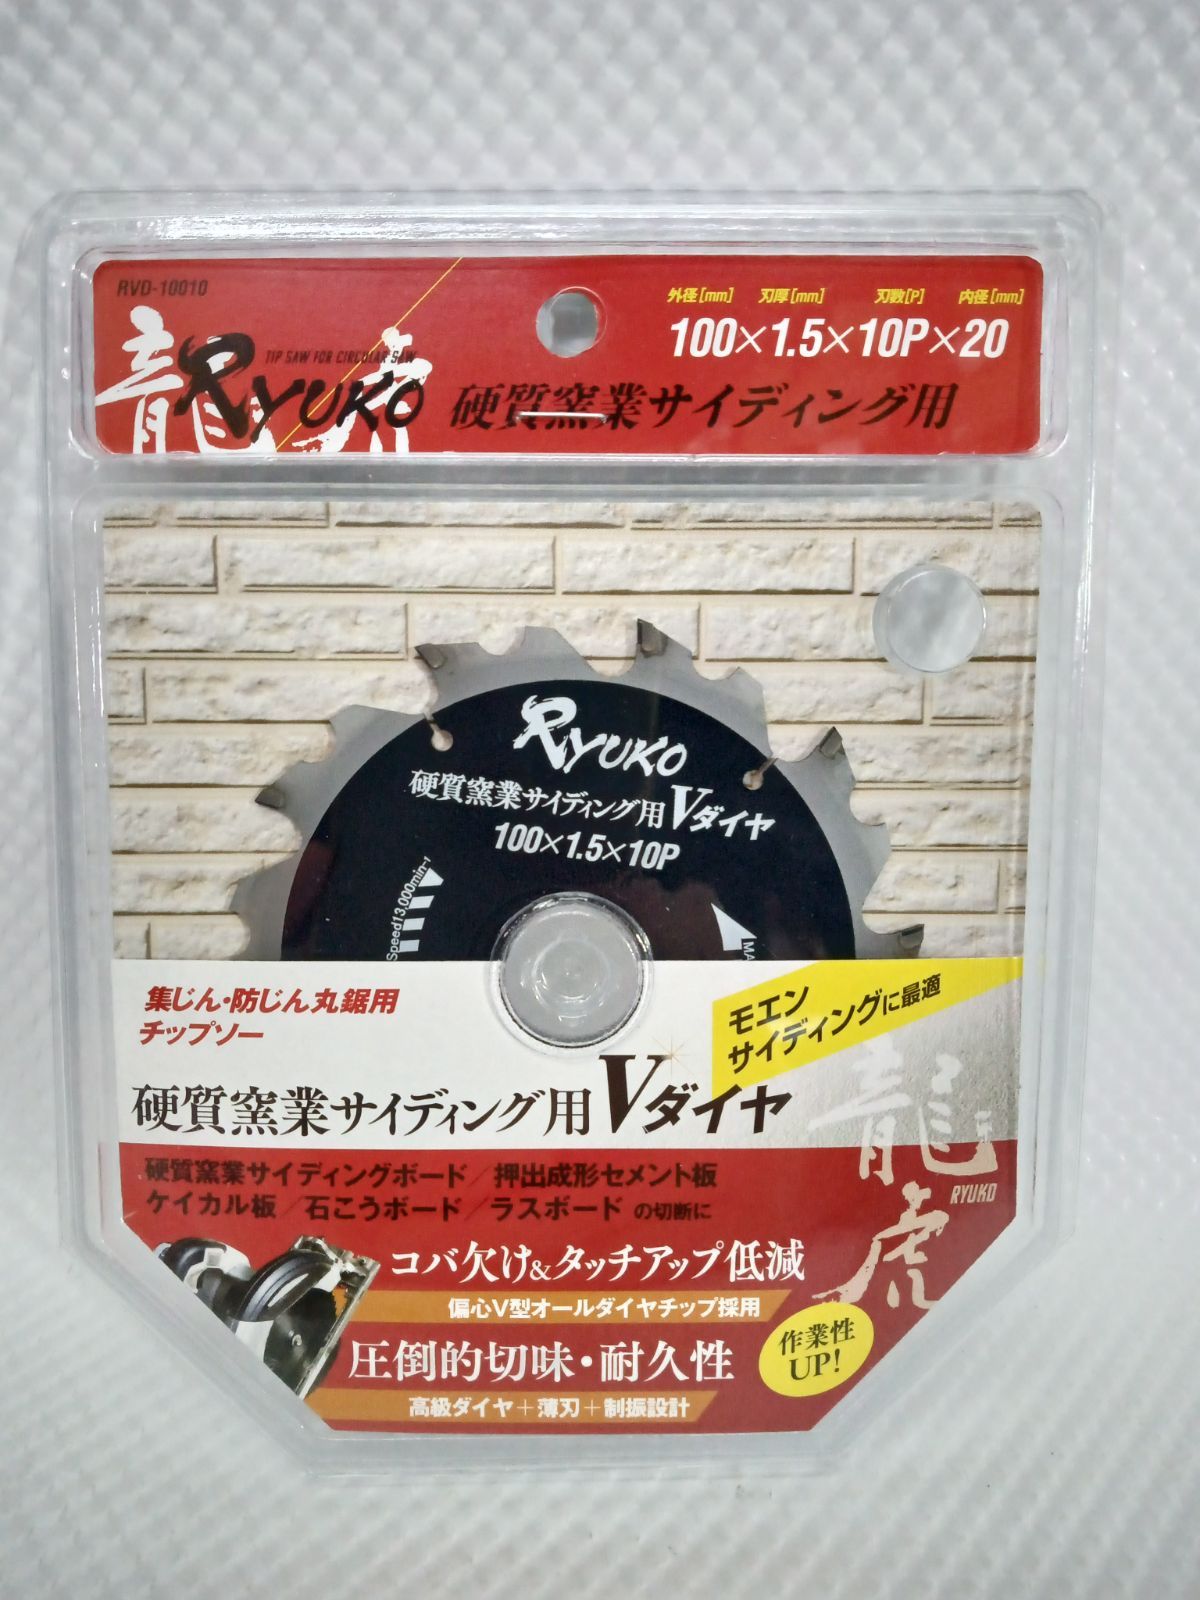 RVD-10010
外径[mm] 刃厚[mm] 刃数[P] 内径[mm]
100×1.5×10P×20
龍虎
TIP SAW FOR CIRCULAR SAW
RYUKO
硬質窯業サイディング用
RYUKO
硬質窯業サイディング用Vダイヤ
100×1.5×10P
Speed13,000min-1
MA
集じん・防じん丸鋸用
チップソー
モエン
サイディングに最適
硬質窯業サイディング用Vダイヤ
龍虎
RYUKO
硬質窯業サイディングボード／押出成形セメント板
ケイカル板／石こうボード／ラスボード の切断に
コバ欠け&タッチアップ低減
偏心V型オールダイヤチップ採用
圧倒的切味・耐久性
高級ダイヤ＋薄刃＋制振設計
作業性
UP!